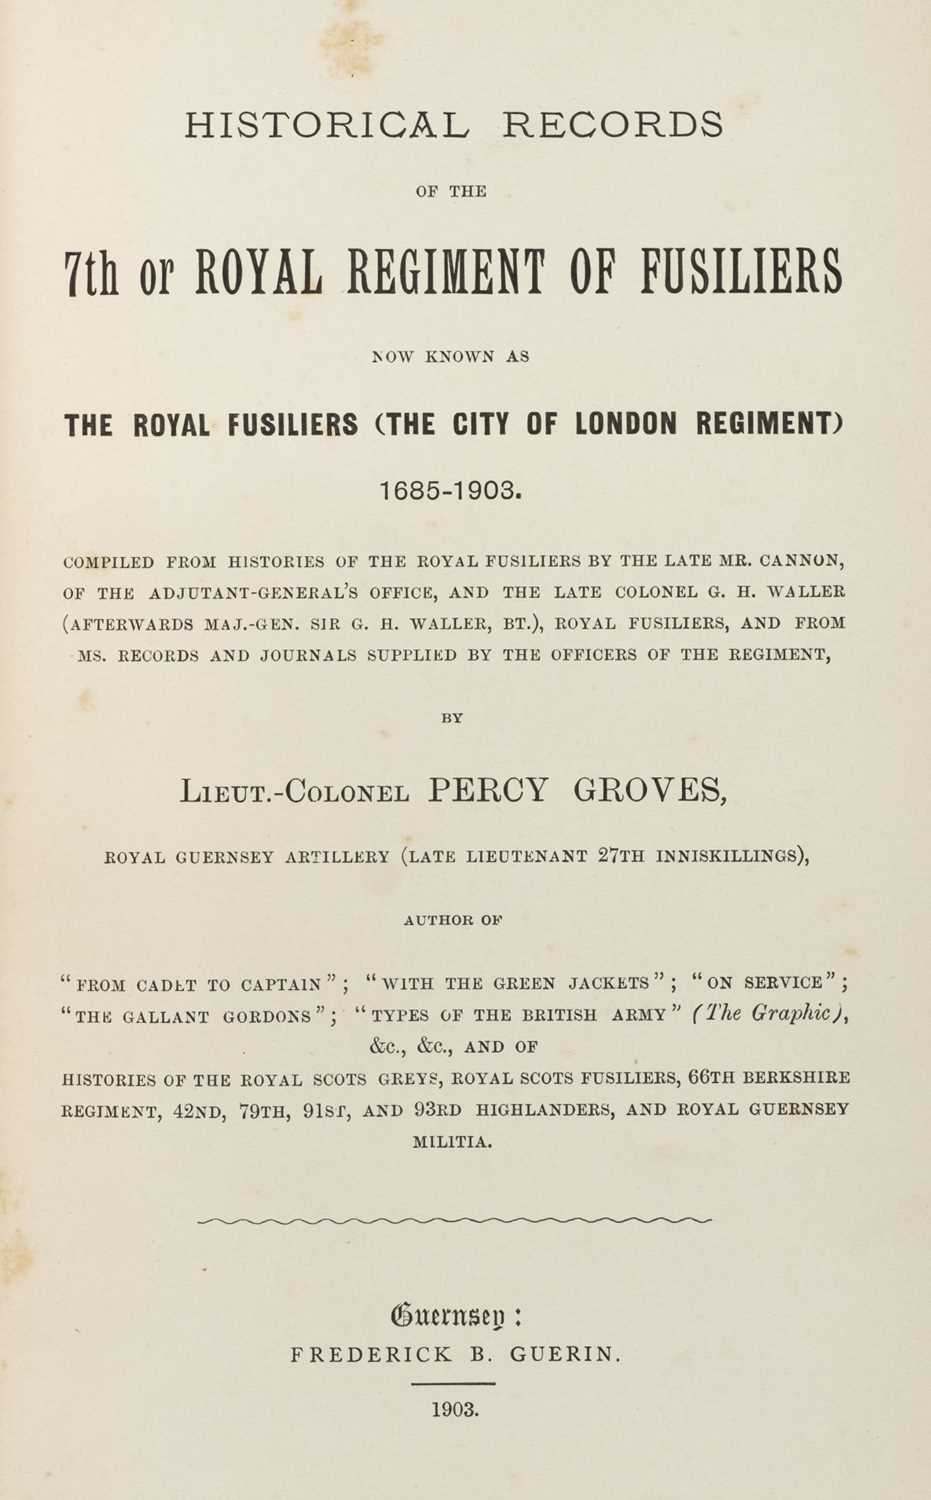 HISTORICAL RECORDS
OF THE
7th or ROYAL REGIMENT OF FUSILIERS
NOW KNOWN AS
THE ROYAL FUSILIERS (THE CITY OF LONDON REGIMENT)
1685-1903.
COMPILED FROM HISTORIES OF THE ROYAL FUSILIERS BY THE LATE MR. CANNON,
OF THE ADJUTANT-GENERAL'S OFFICE, AND THE LATE COLONEL G. H. WALLER
(AFTERWARDS MAJ.-GEN. SIR G. H. WALLER, BT.), ROYAL FUSILIERS, AND FROM
MS. RECORDS AND JOURNALS SUPPLIED BY THE OFFICERS OF THE REGIMENT,
BY
LIEUT.-COLONEL PERCY GROVES,
ROYAL GUERNSEY ARTILLERY (LATE LIEUTENANT 27TH INNISKILLINGS),
AUTHOR OF
"FROM CADET TO CAPTAIN"; "WITH THE GREEN JACKETS"; "ON SERVICE";
"THE GALLANT GORDONS"; "TYPES OF THE BRITISH ARMY" (The Graphic),
&c., &c., AND OF
HISTORIES OF THE ROYAL SCOTS GREYS, ROYAL SCOTS FUSILIERS, 66TH BERKSHIRE
REGIMENT, 42ND, 79TH, 91ST, AND 93RD HIGHLANDERS, AND ROYAL GUERNSEY
MILITIA.
Guernsey:
FREDERICK B. GUERIN.
1903.